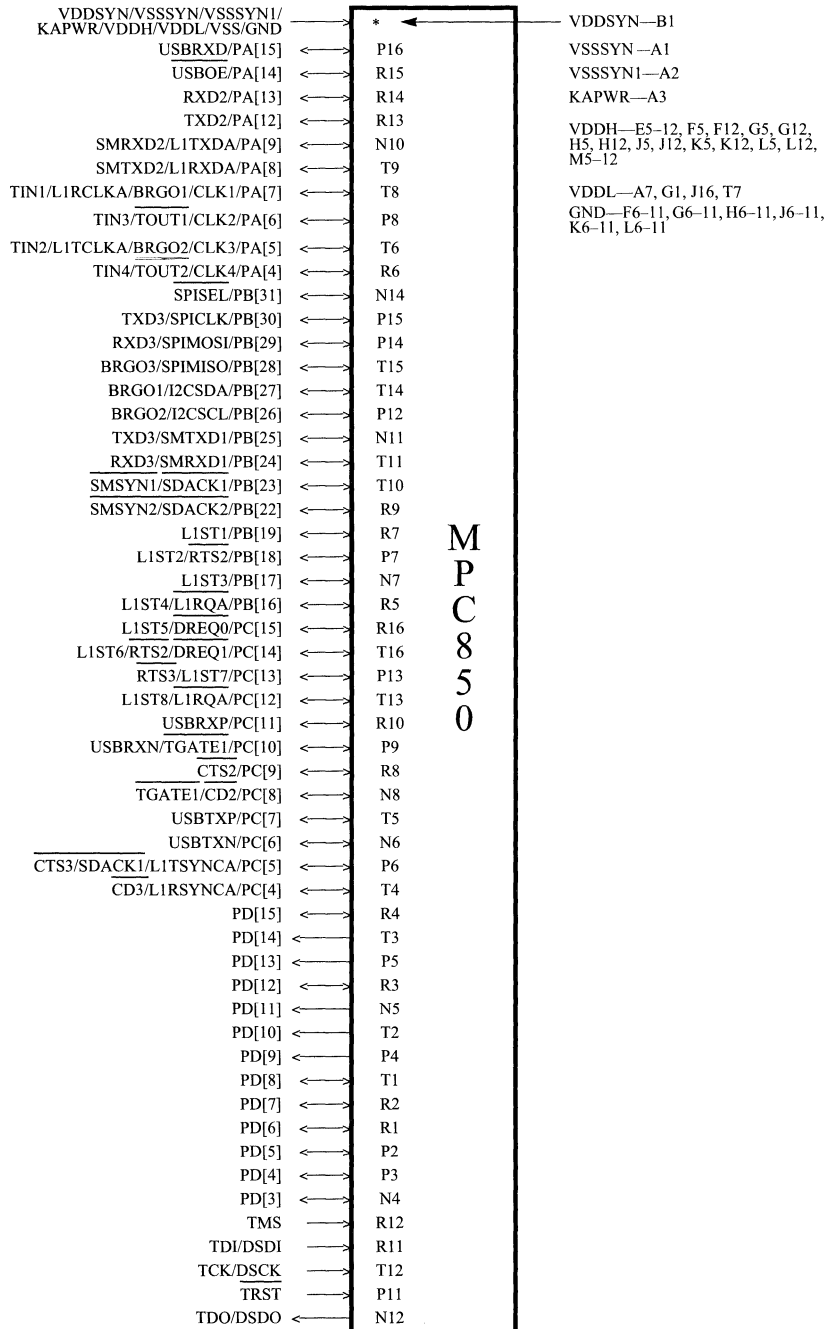 VDDSYN/VSSSYN/VSSSYN1/
KAPWR/VDDH/VDDL/VSS/GND
*
VDDSYN—B1
USBRXD/PA[15] P16
VSSSYN—A1
USBOE/PA[14] R15
VSSSYN1—A2
RXD2/PA[13] R14
KAPWR—A3
TXD2/PA[12] R13
VDDH—E5–12, F5, F12, G5, G12,
H5, H12, J5, J12, K5, K12, L5, L12,
M5–12
SMRXD2/L1TXDA/PA[9] N10
SMTXD2/L1RXDA/PA[8] T9
TIN1/L1RCLKA/BRGO1/CLK1/PA[7] T8
VDDL—A7, G1, J16, T7
TIN3/TOUT1/CLK2/PA[6] P8
GND—F6–11, G6–11, H6–11, J6–11,
K6–11, L6–11
TIN2/L1TCLKA/BRGO2/CLK3/PA[5] T6
TIN4/TOUT2/CLK4/PA[4] R6
SPISEL/PB[31] N14
TXD3/SPICLK/PB[30] P15
RXD3/SPIMOSI/PB[29] P14
BRGO3/SPIMISO/PB[28] T15
BRGO1/I2CSDA/PB[27] T14
BRGO2/I2CSCL/PB[26] P12
TXD3/SMTXD1/PB[25] N11
RXD3/SMRXD1/PB[24] T11
SMSYN1/SDACK1/PB[23] T10
SMSYN2/SDACK2/PB[22] R9
L1ST1/PB[19] R7
L1ST2/RTS2/PB[18] P7
L1ST3/PB[17] N7
L1ST4/L1RQA/PB[16] R5
L1ST5/DREQ0/PC[15] R16
L1ST6/RTS2/DREQ1/PC[14] T16
RTS3/L1ST7/PC[13] P13
L1ST8/L1RQA/PC[12] T13
USBRXP/PC[11] R10
USBRXN/TGATE1/PC[10] P9
CTS2/PC[9] R8
TGATE1/CD2/PC[8] N8
USBTXP/PC[7] T5
USBTXN/PC[6] N6
CTS3/SDACK1/L1TSYNCA/PC[5] P6
CD3/L1RSYNCA/PC[4] T4
PD[15] R4
PD[14] T3
PD[13] P5
PD[12] R3
PD[11] N5
PD[10] T2
PD[9] P4
PD[8] T1
PD[7] R2
PD[6] R1
PD[5] P2
PD[4] P3
PD[3] N4
TMS R12
TDI/DSDI R11
TCK/DSCK T12
TRST P11
TDO/DSDO N12
MPC850